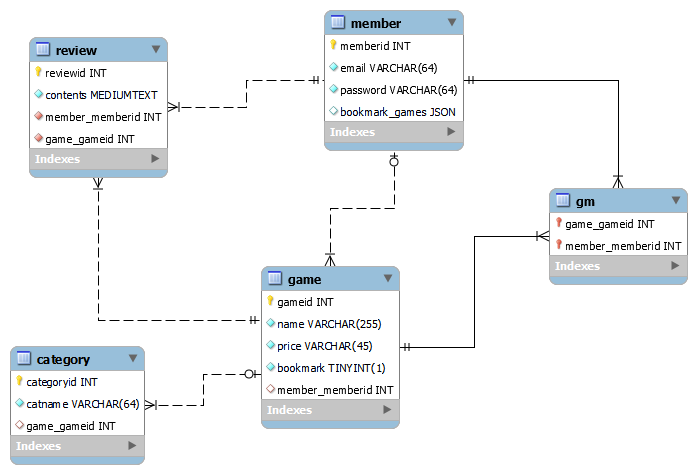 review
reviewid INT
contents MEDIUMTEXT
member_memberid INT
game_gameid INT
Indexes
member
memberid INT
email VARCHAR(64)
password VARCHAR(64)
bookmark_games JSON
Indexes
gm
game_gameid INT
member_memberid INT
Indexes
game
gameid INT
name VARCHAR(255)
price VARCHAR(45)
bookmark TINYINT(1)
member_memberid INT
Indexes
category
categoryid INT
catname VARCHAR(64)
game_gameid INT
Indexes